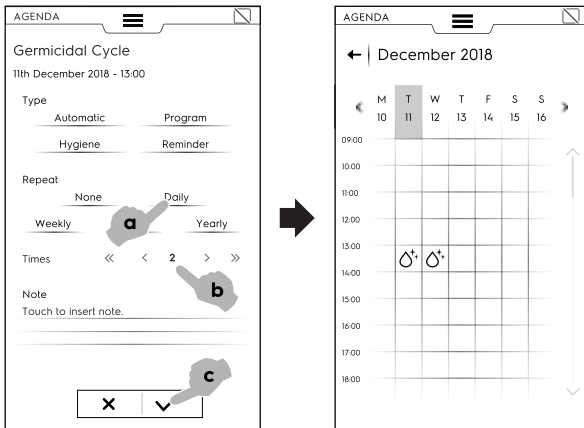 AGENDA
Germicidal Cycle
11th December 2018 - 13:00
Type
Automatic Program
Hygiene Reminder
Repeat
None Daily
Weekly Yearly
Times << < 2 > >>
Note
Touch to insert note.
a
b
c
AGENDA
December 2018
M T W T F S S
10 11 12 13 14 15 16
09:00
10:00
11:00
12:00
13:00
14:00
15:00
16:00
17:00
18:00